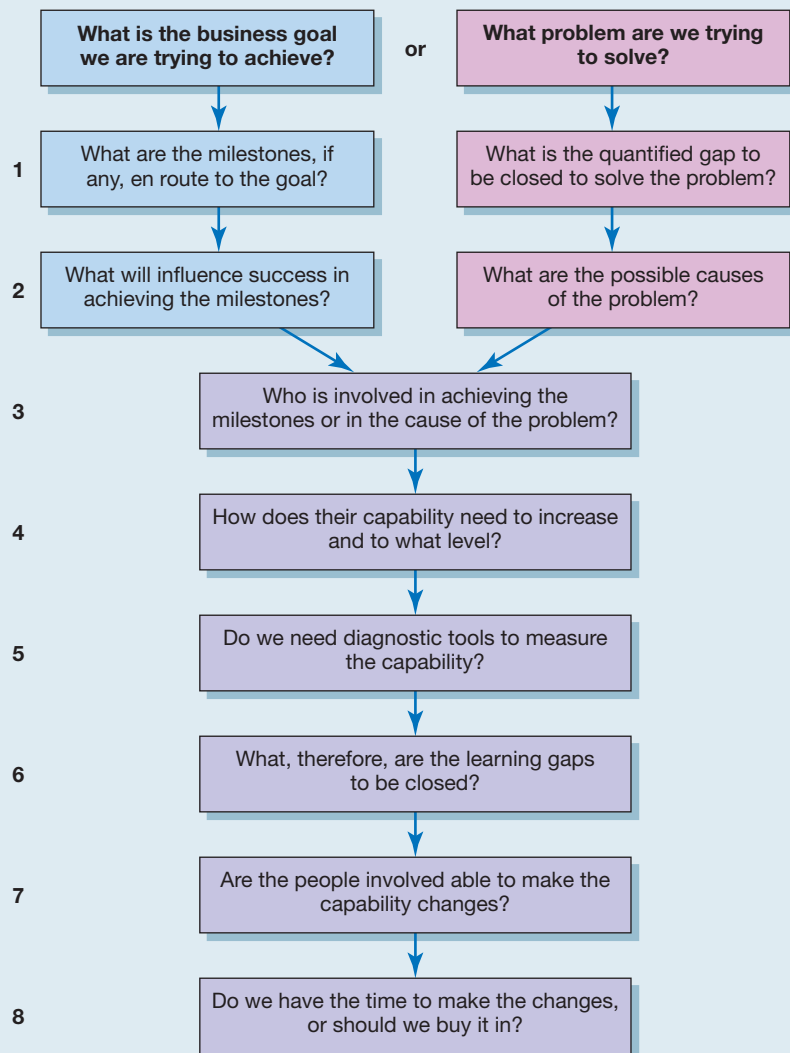 What is the business goal
we are trying to achieve?
or
What problem are we trying
to solve?
1
What are the milestones, if
any, en route to the goal?
What is the quantified gap to
be closed to solve the problem?
2
What will influence success in
achieving the milestones?
What are the possible causes
of the problem?
3
Who is involved in achieving the
milestones or in the cause of the problem?
4
How does their capability need to increase
and to what level?
5
Do we need diagnostic tools to measure
the capability?
6
What, therefore, are the learning gaps
to be closed?
7
Are the people involved able to make the
capability changes?
8
Do we have the time to make the changes,
or should we buy it in?